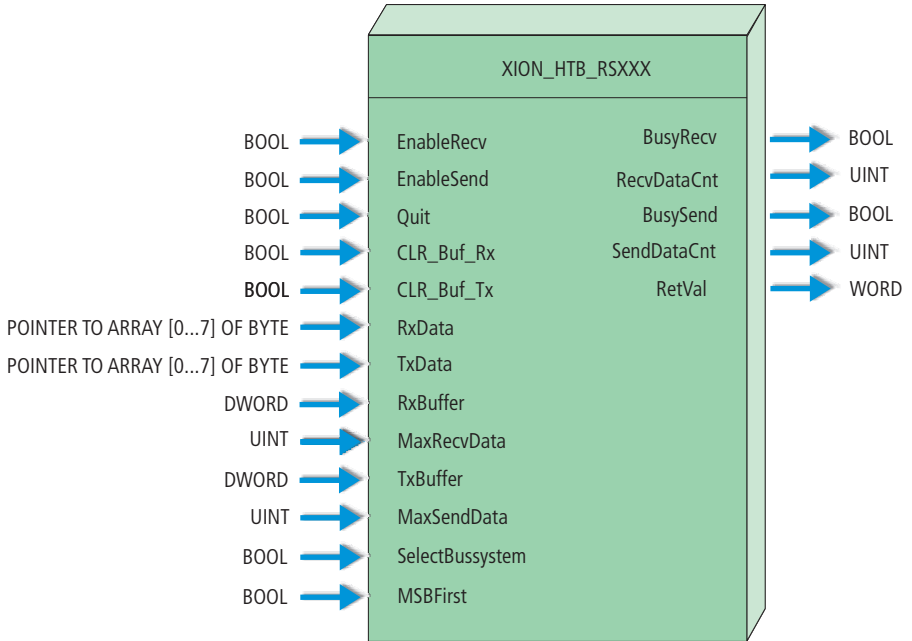 XION_HTB_RSXXX
BOOL EnableRecv BusyRecv BOOL
BOOL EnableSend RecvDataCnt UINT
BOOL Quit BusySend BOOL
BOOL CLR_Buf_Rx SendDataCnt UINT
BOOL CLR_Buf_Tx RetVal WORD
POINTER TO ARRAY [0...7] OF BYTE RxData
POINTER TO ARRAY [0...7] OF BYTE TxData
DWORD RxBuffer
UINT MaxRecvData
DWORD TxBuffer
UINT MaxSendData
BOOL SelectBussystem
BOOL MSBFirst